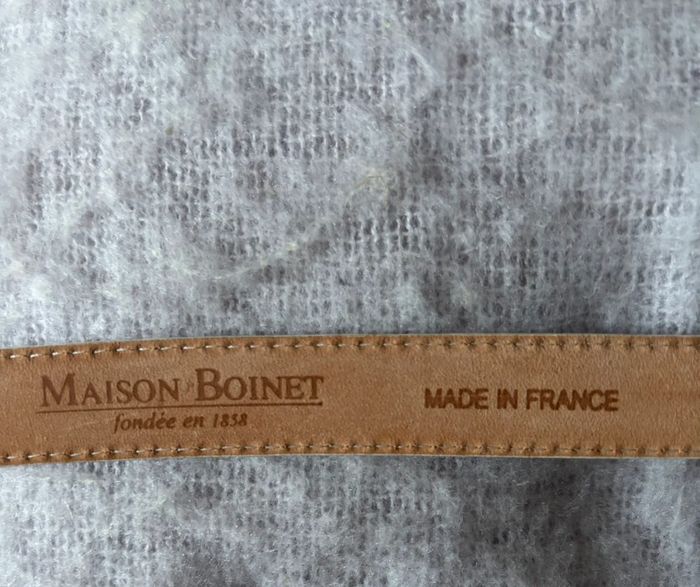 MAISON BOINET
fondée en 1858
MADE IN FRANCE